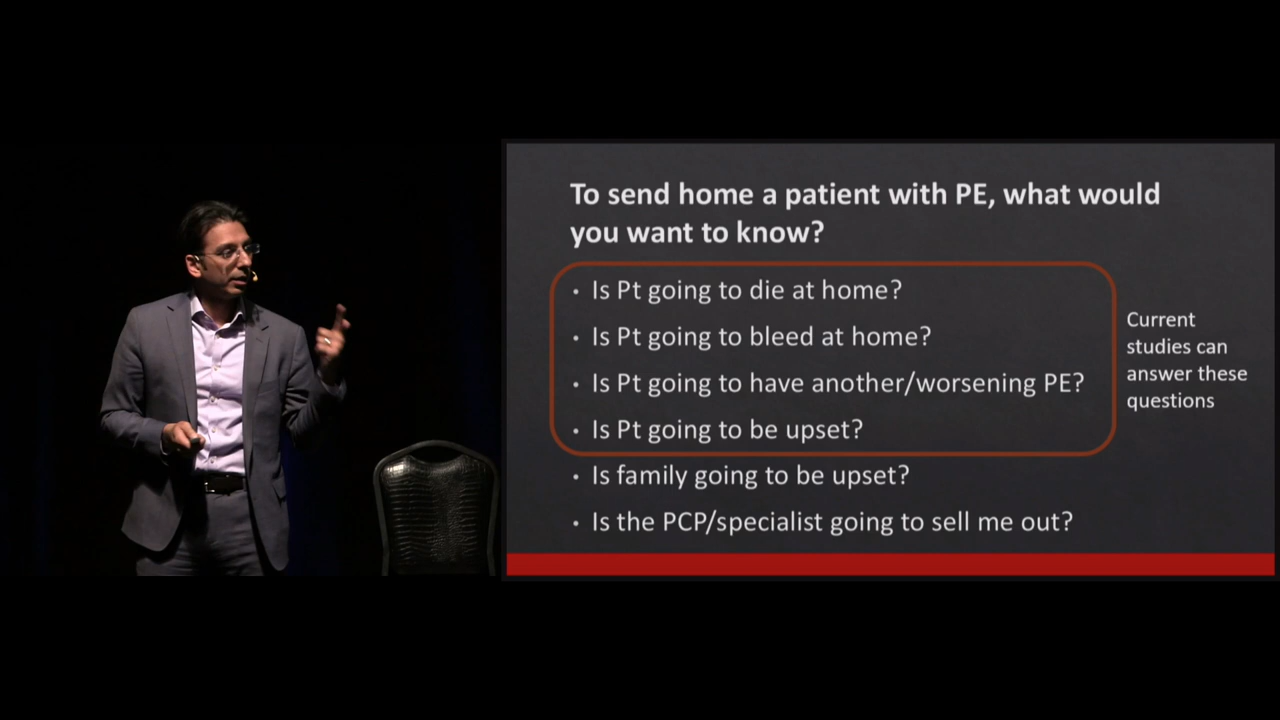 To send home a patient with PE, what would
you want to know?
• Is Pt going to die at home?
• Is Pt going to bleed at home?
• Is Pt going to have another/worsening PE?
• Is Pt going to be upset?
• Is family going to be upset?
• Is the PCP/specialist going to sell me out?
Current
studies can
answer these
questions